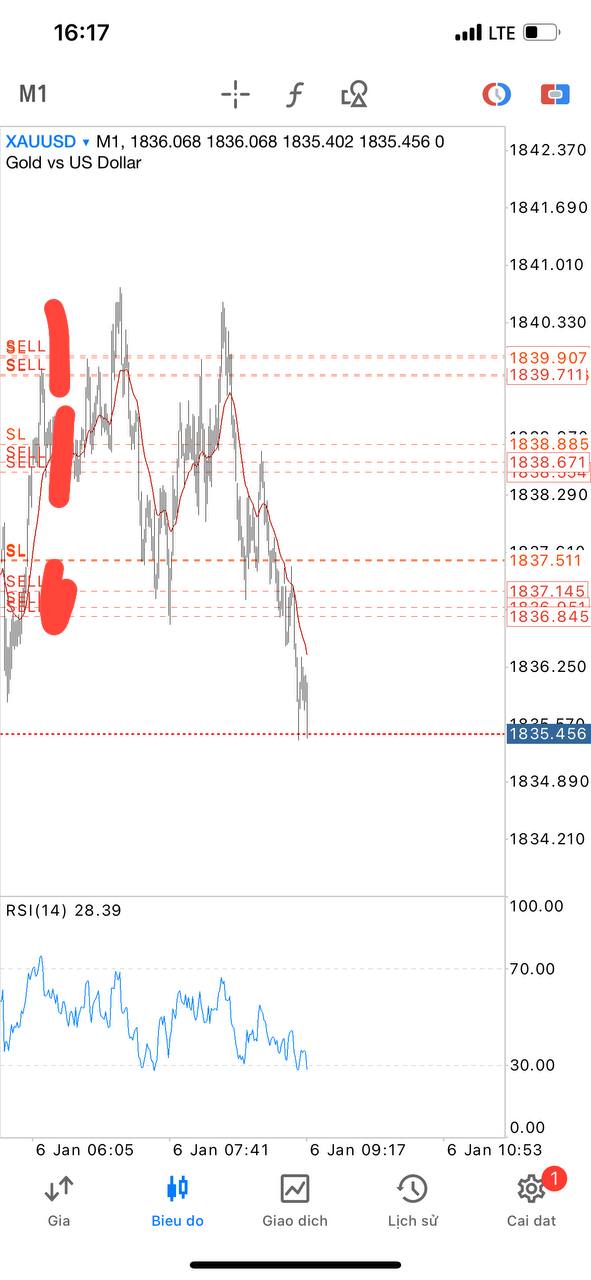 16:17
LTE
M1
XAUUSD ▾ M1, 1836.068 1836.068 1835.402 1835.456 0
Gold vs US Dollar
1842.370
1841.690
1841.010
1840.330
SELL
1839.907
SELL
1839.711
SL
1838.885
SELL
1838.671
SELL
1838.290
SL
1837.511
SELL
1837.145
SELL
1836.845
1836.250
1835.456
1834.890
1834.210
RSI(14) 28.39
100.00
70.00
30.00
0.00
6 Jan 06:05
6 Jan 07:41
6 Jan 09:17
6 Jan 10:53
1
Gia
Bieu do
Giao dich
Lịch sử
Cai dat